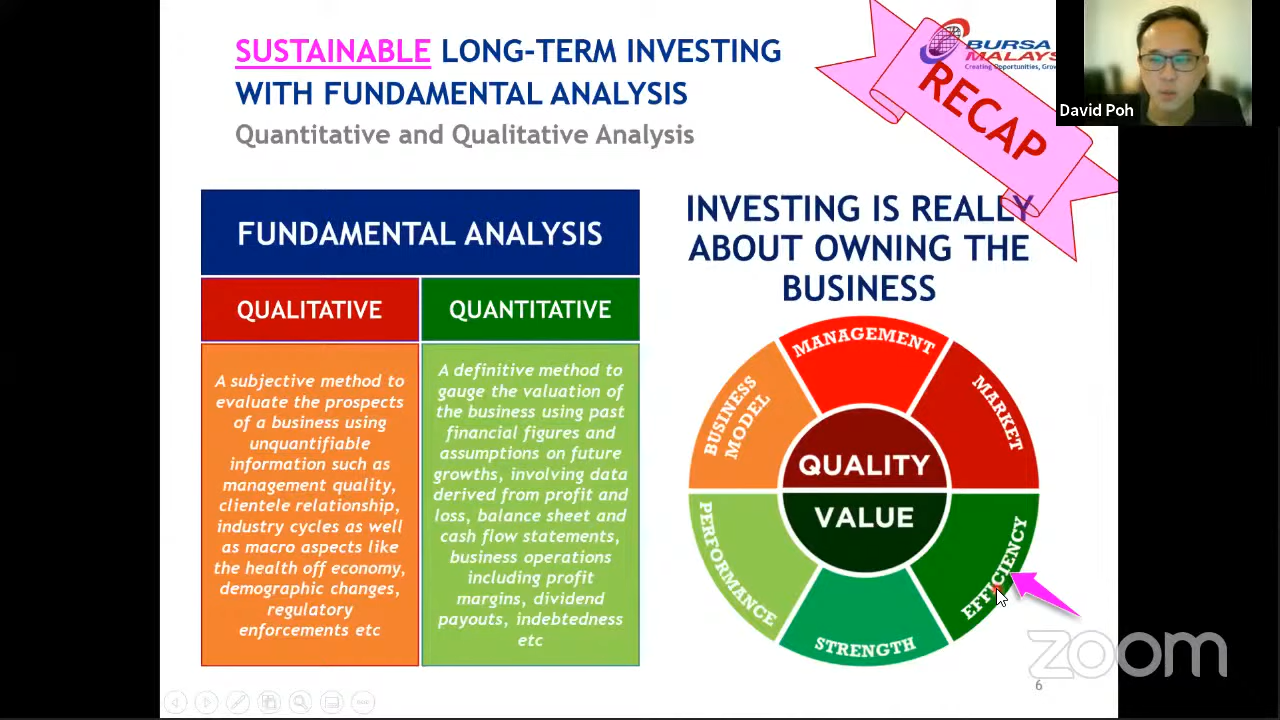 SUSTAINABLE LONG-TERM INVESTING
WITH FUNDAMENTAL ANALYSIS
Quantitative and Qualitative Analysis
BURSA
MALAYS
Creating Opportunities, Grow
RECAP
David Poh
FUNDAMENTAL ANALYSIS
QUALITATIVE
QUANTITATIVE
A subjective method to
evaluate the prospects
of a business using
unquantifiable
information such as
management quality,
clientele relationship,
industry cycles as well
as macro aspects like
the health off economy,
demographic changes,
regulatory
enforcements etc
A definitive method to
gauge the valuation of
the business using past
financial figures and
assumptions on future
growths, involving data
derived from profit and
loss, balance sheet and
cash flow statements,
business operations
including profit
margins, dividend
payouts, indebtedness
etc
INVESTING IS REALLY
ABOUT OWNING THE
BUSINESS
MANAGEMENT
BUSINESS
MODEL
MARKET
QUALITY
VALUE
PERFORMANCE
STRENGTH
EFFICIENCY
zoom
6